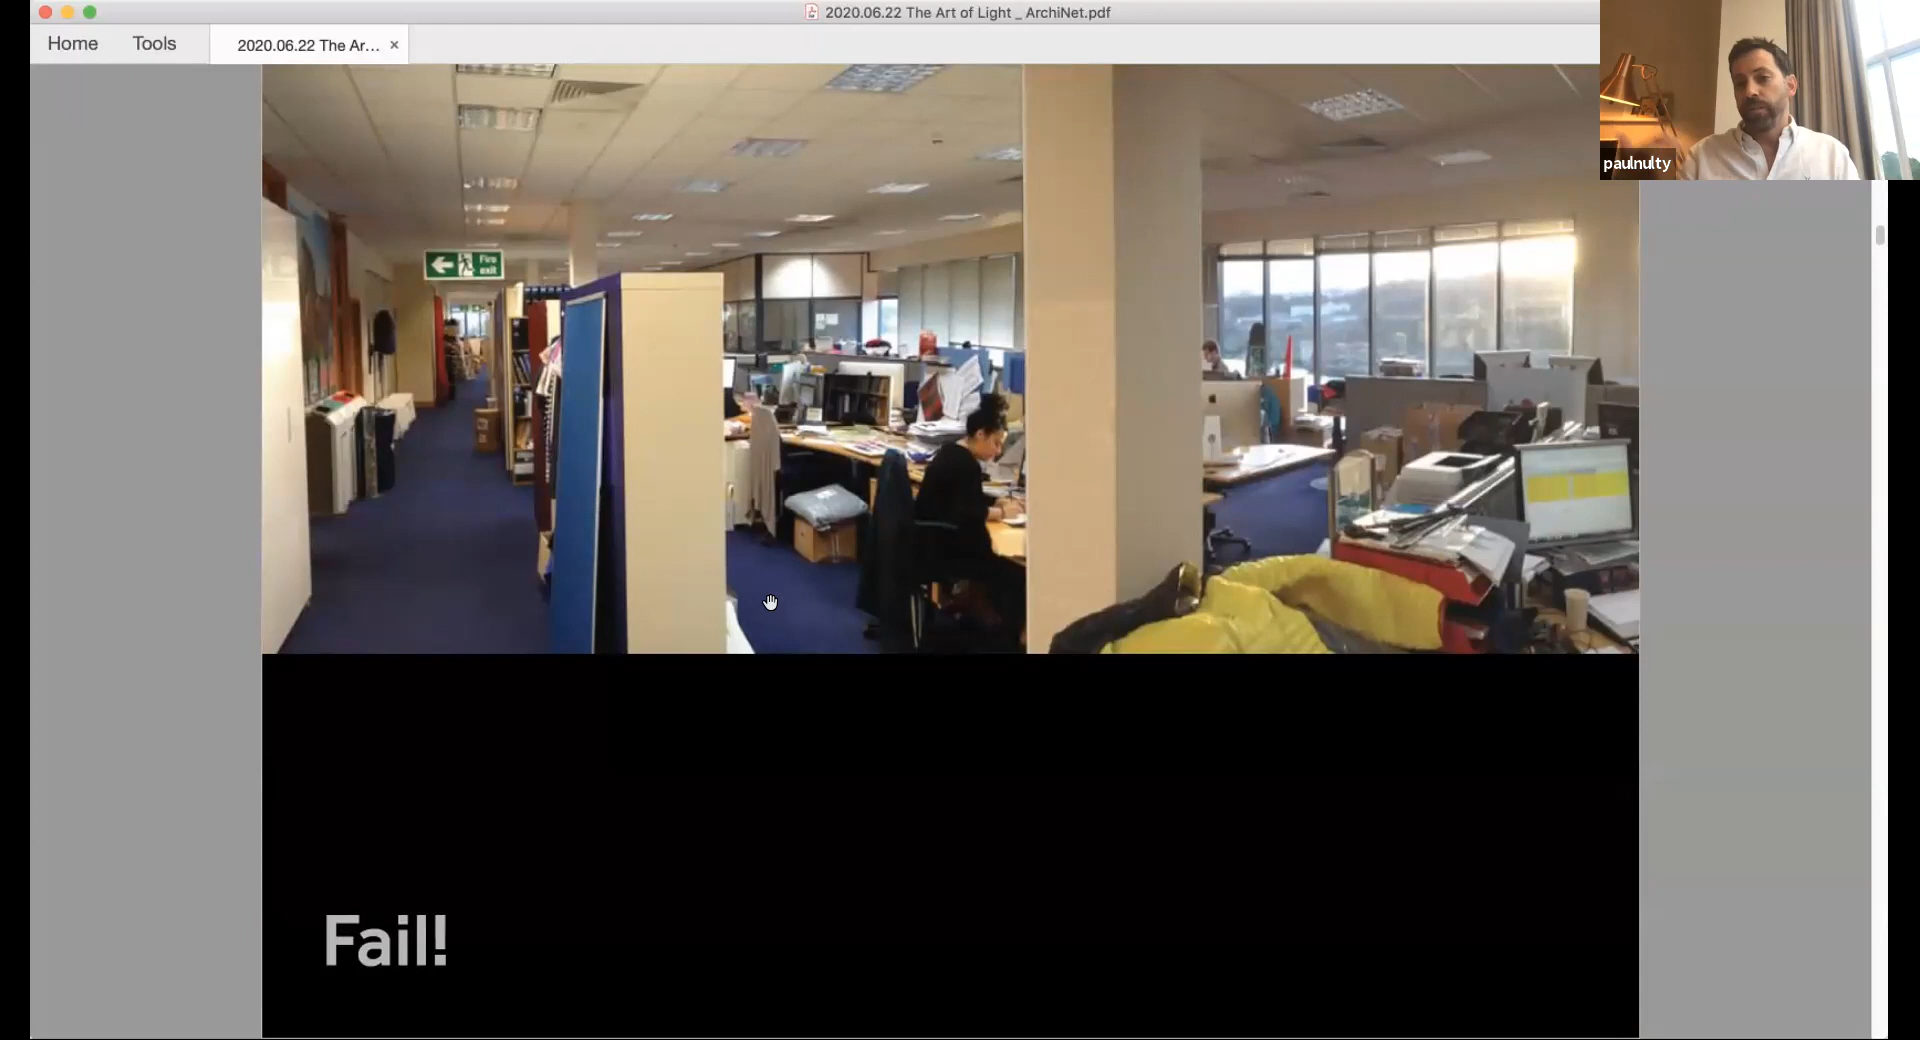 2020.06.22 The Art of Light _ ArchiNet.pdf
Home
Tools
2020.06.22 The Ar...
×
paulnulty
Fire
exit
Fail!